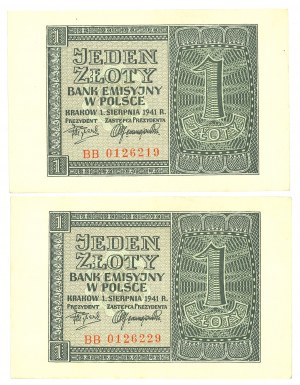 1
JEDEN
ZŁOTY
BANK EMISYJNY
W POLSCE
KRAKÓW 1. SIERPNIA 1941 R.
PREZYDENT ZASTĘPCA PREZYDENTA
BB 0126219
1
1
ZŁOTY
1
JEDEN
ZŁOTY
BANK EMISYJNY
W POLSCE
KRAKÓW 1. SIERPNIA 1941 R.
PREZYDENT ZASTĘPCA PREZYDENTA
BB 0126229
1
1
ZŁOTY